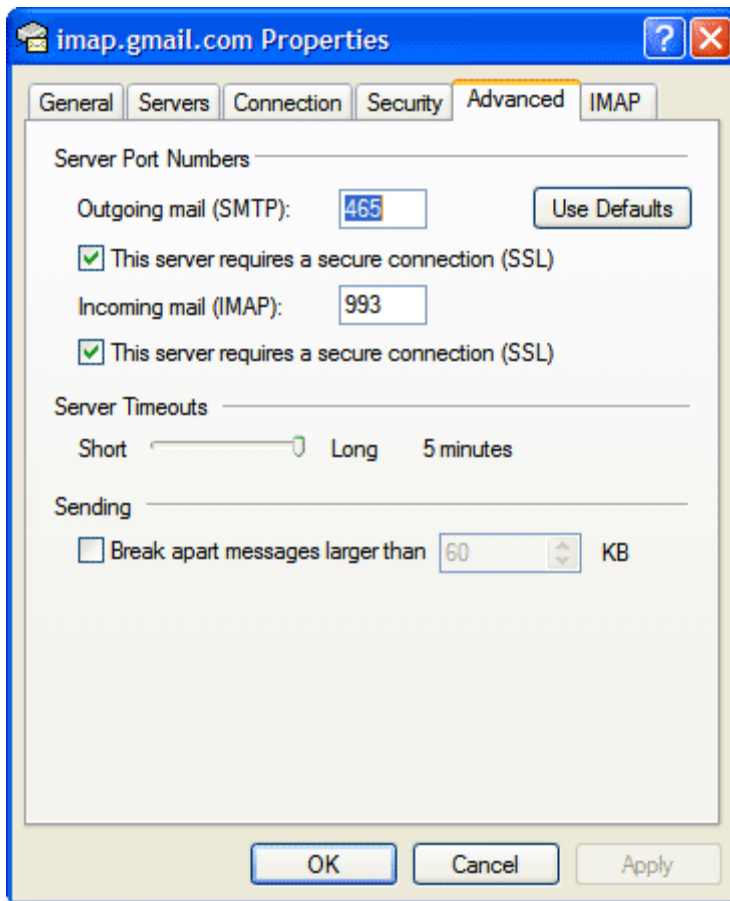 imap.gmail.com Properties
General Servers Connection Security Advanced IMAP
Server Port Numbers
Outgoing mail (SMTP): 465 Use Defaults
This server requires a secure connection (SSL)
Incoming mail (IMAP): 993
This server requires a secure connection (SSL)
Server Timeouts
Short Long 5 minutes
Sending
Break apart messages larger than 60 KB
OK Cancel Apply